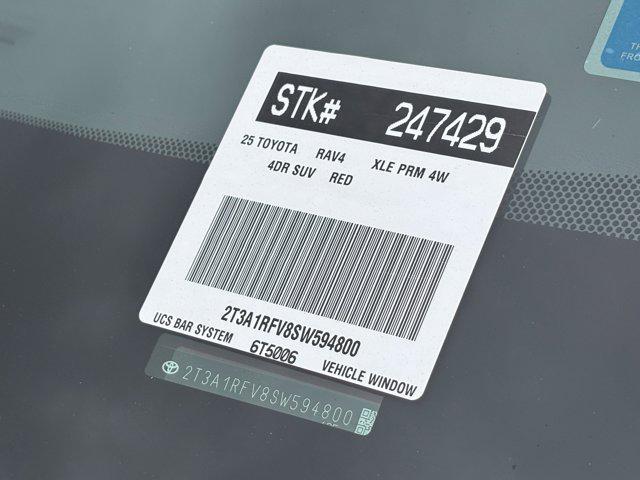 STK# 247429
25 TOYOTA RAV4 XLE PRM 4W
4DR SUV RED
2T3A1RFV8SW594800
UCS BAR SYSTEM 6T5006 VEHICLE WINDOW
2T3A1RFV8SW594800